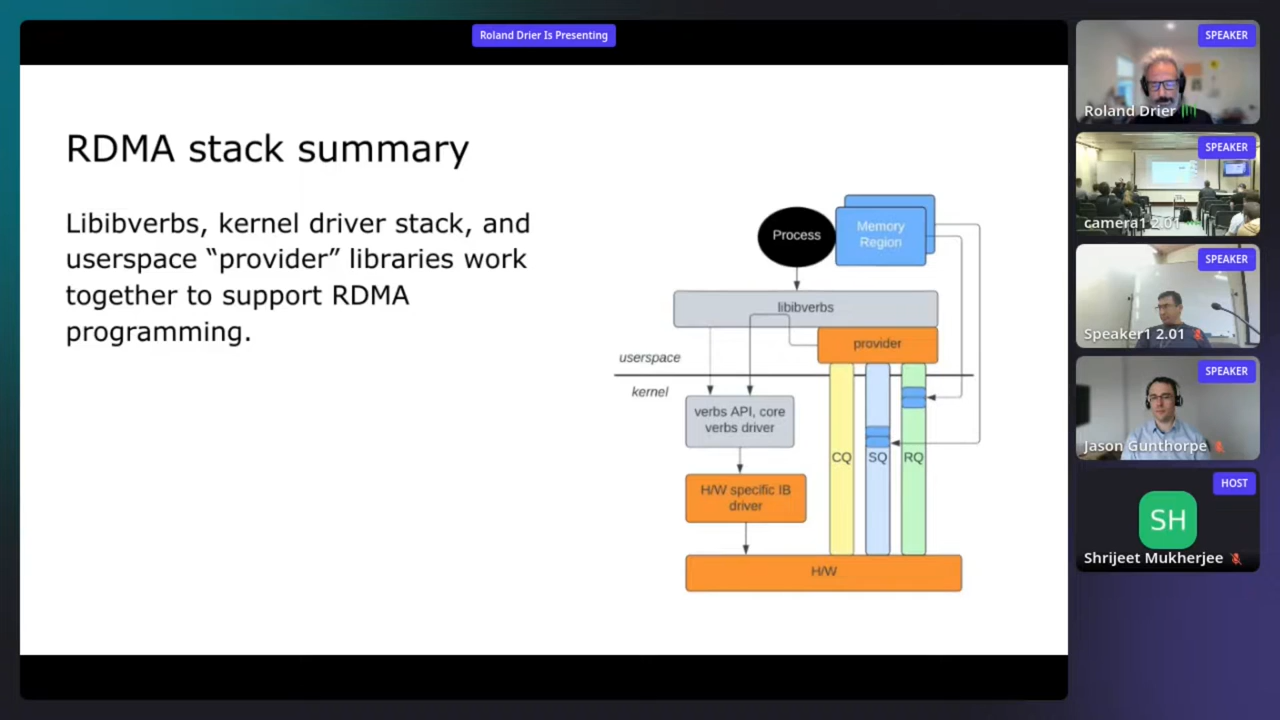 Roland Drier Is Presenting
RDMA stack summary
Libibverbs, kernel driver stack, and
userspace “provider” libraries work
together to support RDMA
programming.
Process
Memory
Region
libibverbs
provider
userspace
kernel
verbs API, core
verbs driver
CQ
SQ
RQ
H/W specific IB
driver
H/W
SPEAKER
Roland Drier
SPEAKER
camera1 2.01
SPEAKER
Speaker1 2.01
SPEAKER
Jason Gunthorpe
HOST
SH
Shrijeet Mukherjee